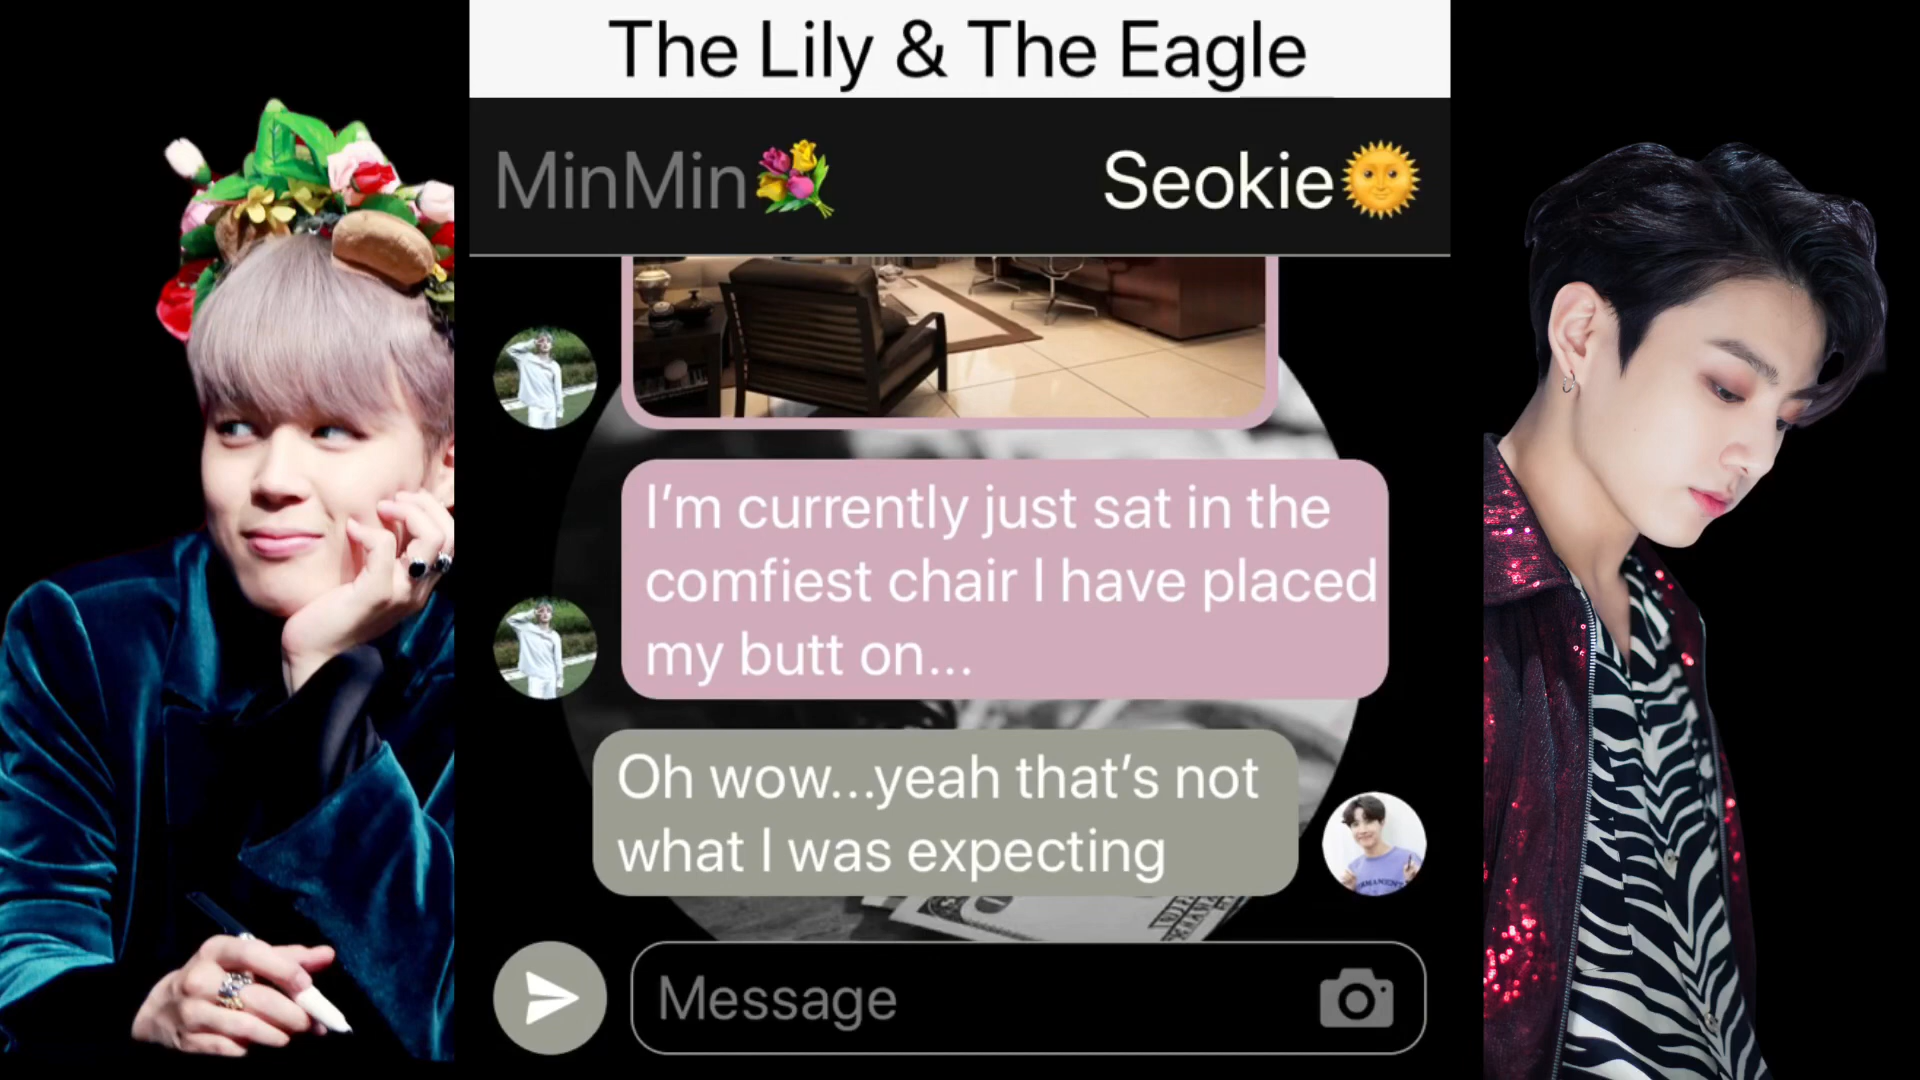 The Lily & The Eagle
MinMin💐
Seokie🌞
I’m currently just sat in the
comfiest chair I have placed
my butt on...
Oh wow...yeah that’s not
what I was expecting
Message